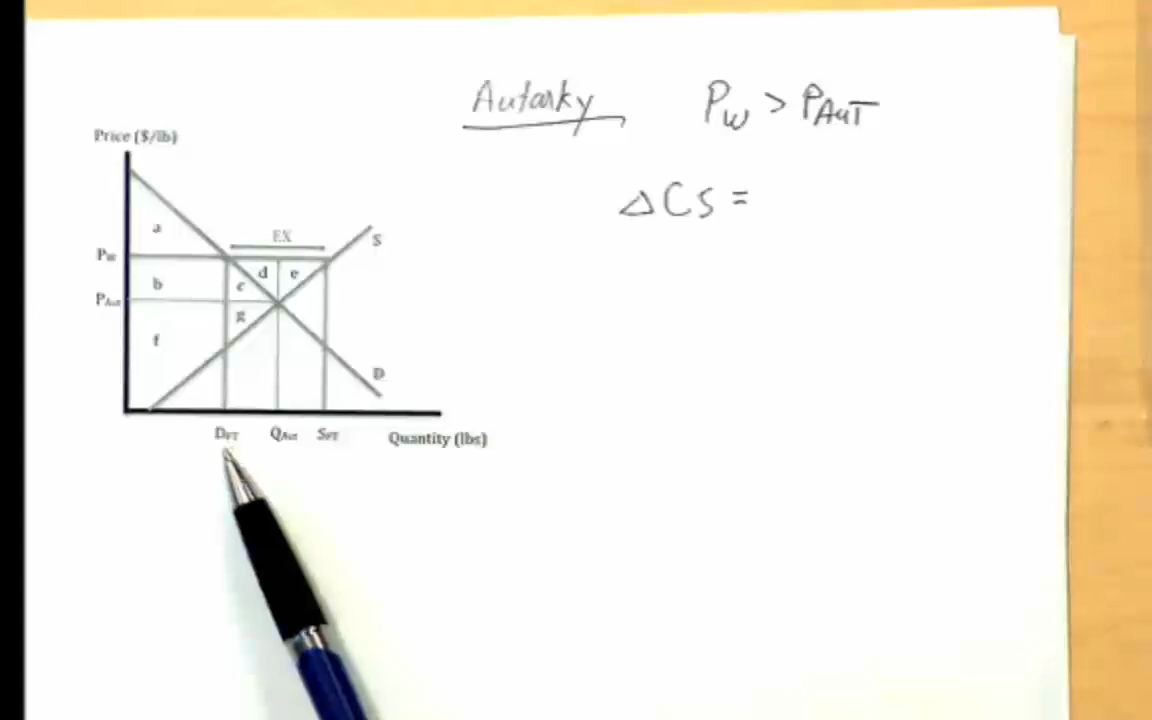 Autarky P_W > P_AUT
Price ($/lb)
ΔCS =
a
EX
S
P_W
d e
b c
P_Aut
g
f
D
D_FT Q_Aut S_FT Quantity (lbs)